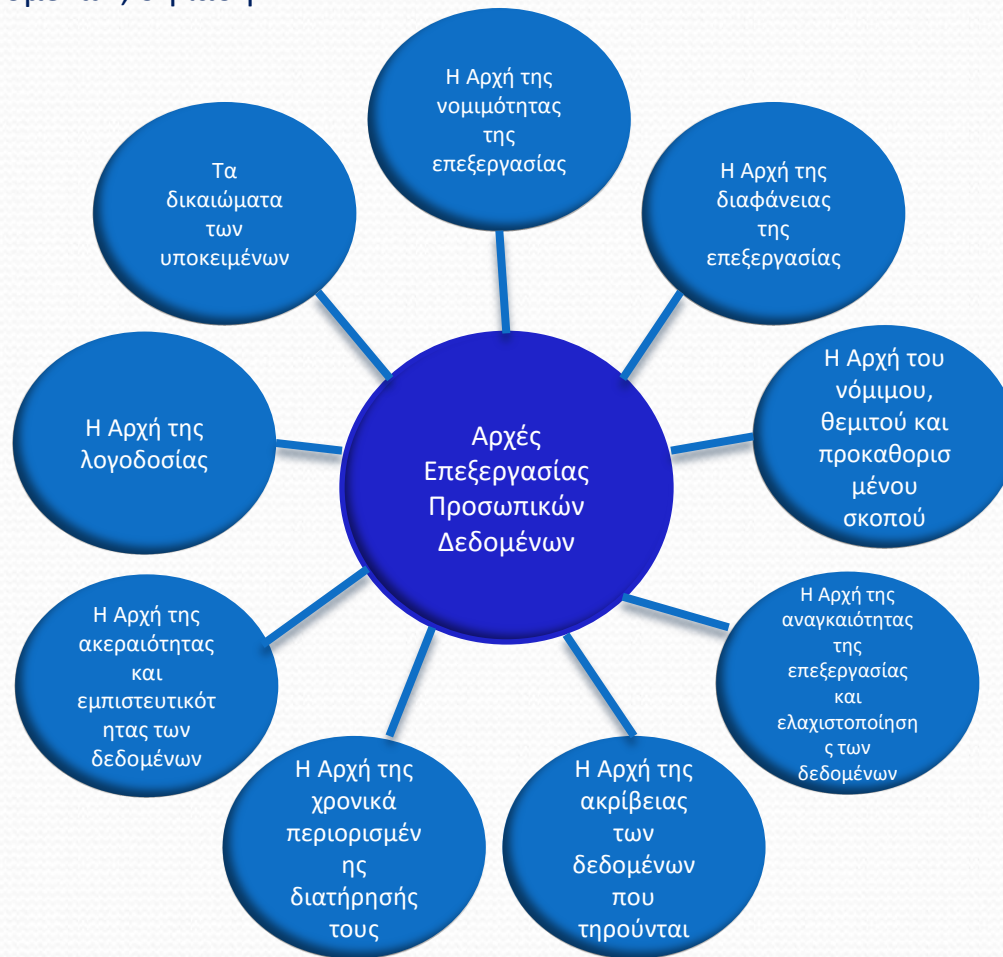 Η Αρχή της
νομιμότητας
της
επεξεργασίας
Η Αρχή της
διαφάνειας
της
επεξεργασίας
Η Αρχή του
νόμιμου,
θεμιτού και
προκαθορισ
μένου
σκοπού
Η Αρχή της
αναγκαιότητας
της
επεξεργασίας
και
ελαχιστοποίηση
ς των
δεδομένων
Η Αρχή της
ακρίβειας
των
δεδομένων
που
τηρούνται
Η Αρχή της
χρονικά
περιορισμέν
ης
διατήρησής
τους
Η Αρχή της
ακεραιότητας
και
εμπιστευτικότ
ητας των
δεδομένων
Η Αρχή της
λογοδοσίας
Τα
δικαιώματα
των
υποκειμένων
Αρχές
Επεξεργασίας
Προσωπικών
Δεδομένων